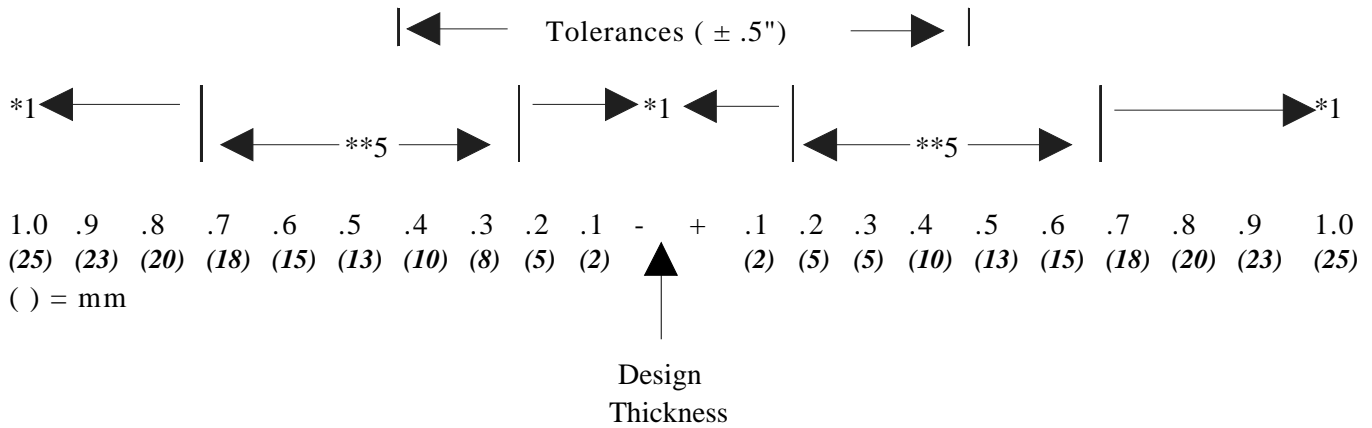 Tolerances ( ± .5")
*1 *1 *1
**5 **5
1.0 .9 .8 .7 .6 .5 .4 .3 .2 .1 - + .1 .2 .3 .4 .5 .6 .7 .8 .9 1.0
(25) (23) (20) (18) (15) (13) (10) (8) (5) (2) (2) (5) (5) (10) (13) (15) (18) (20) (23) (25)
( ) = mm
Design
Thickness